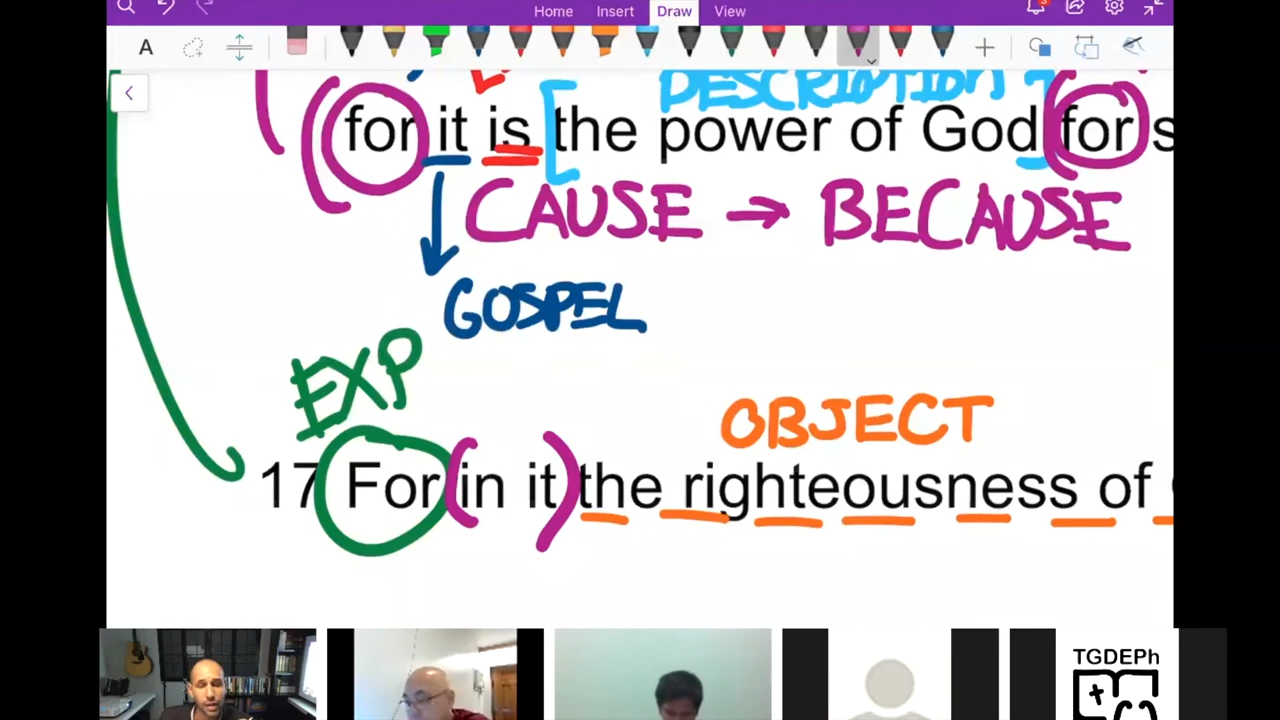 Home Insert Draw View
A
DESCRIPTION
for it is the power of God for s
CAUSE → BECAUSE
GOSPEL
EXP
OBJECT
17 For (in it) the righteousness of
TGDEPh